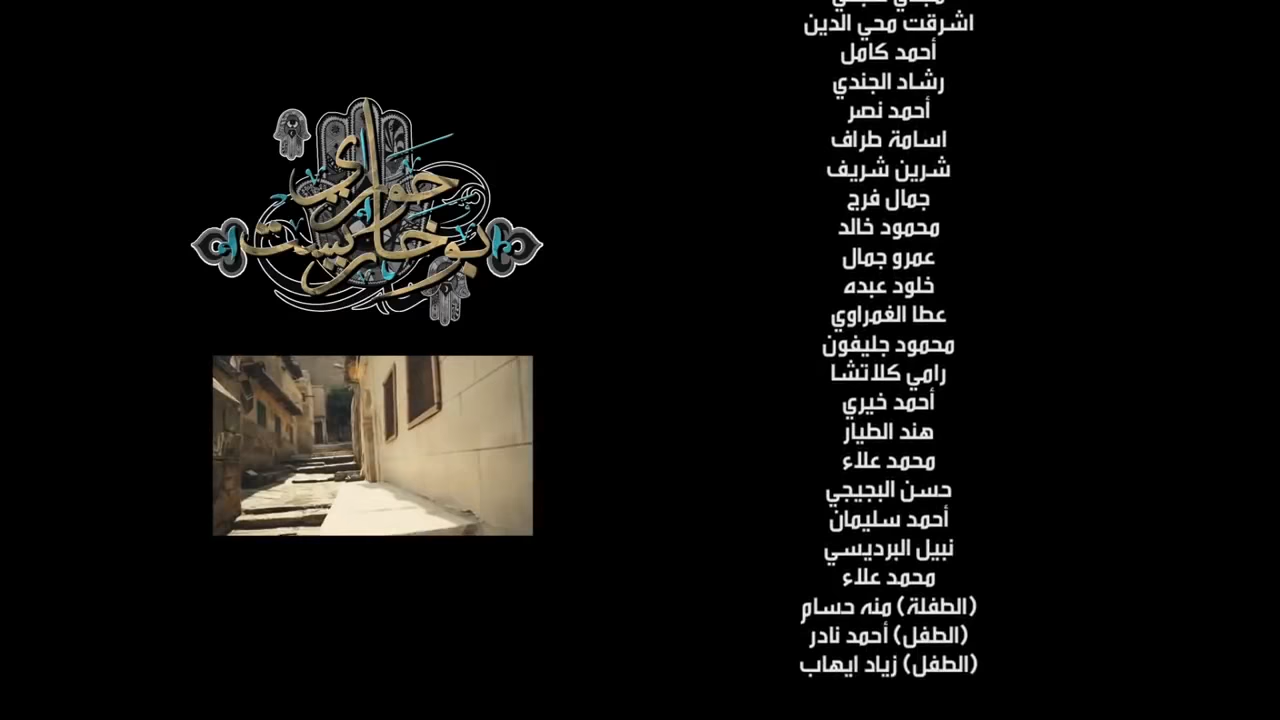 حواري
بوخارست
اشرقت محي الدين
أحمد كامل
رشاد الجندي
أحمد نصر
اسامة طراف
شرين شريف
جمال فرج
محمود خالد
عمرو جمال
خلود عبده
عطا الغمراوي
محمود جليفون
رامي كلاتشا
أحمد خيري
هند الطيار
محمد علاء
حسن البجيجي
أحمد سليمان
نبيل البرديسي
محمد علاء
(الطفلة) منه حسام
(الطفل) أحمد نادر
(الطفل) زياد ايهاب